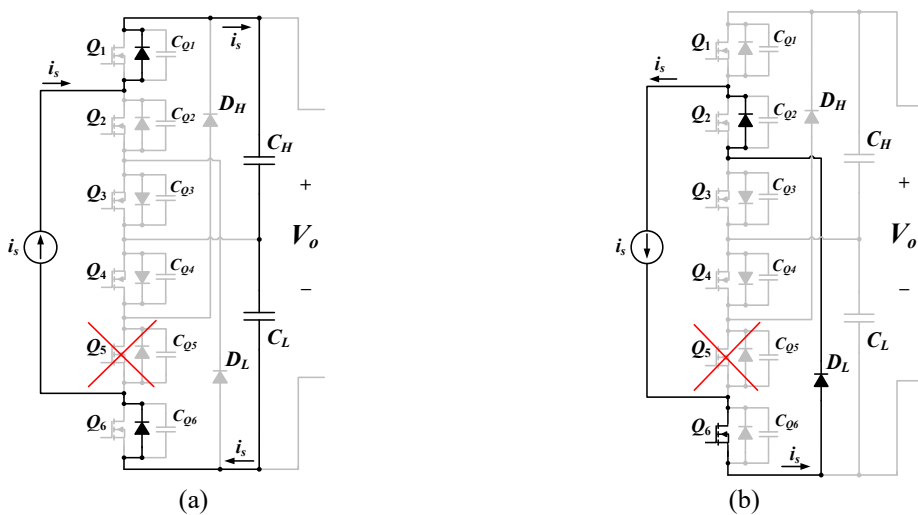 Q1
CQ1
is
is
Q2
CQ2
DH
CH
Q3
CQ3
+
Vo
−
is
Q4
CQ4
CL
Q5
CQ5
DL
Q6
CQ6
is
(a)
Q1
CQ1
is
Q2
CQ2
DH
CH
Q3
CQ3
+
Vo
−
is
Q4
CQ4
CL
Q5
CQ5
DL
Q6
CQ6
is
(b)